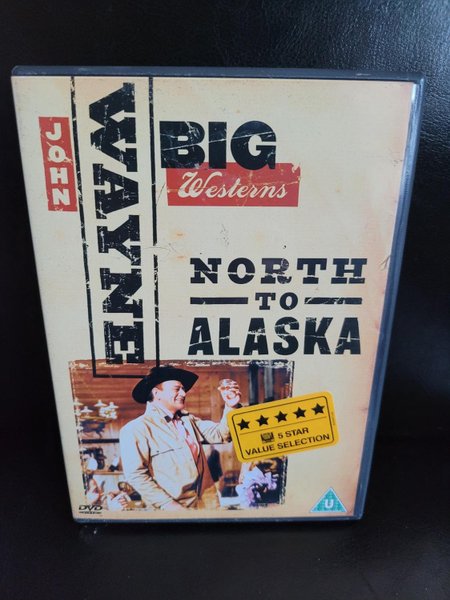 JOHN
WAYNE
BIG
Westerns
NORTH
TO
ALASKA
5 STAR
VALUE SELECTION
DVD
U